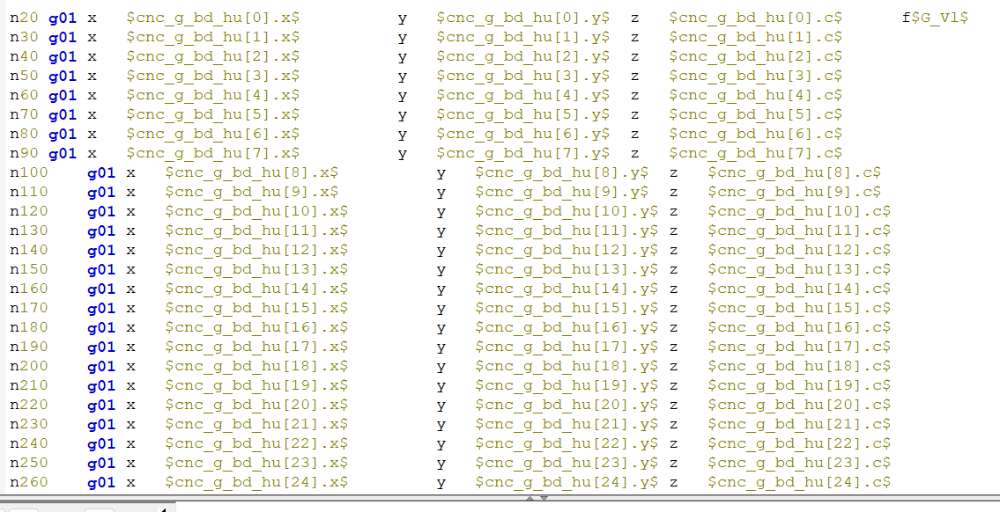 n20 g01 x $cnc_g_bd_hu[0].x$ y $cnc_g_bd_hu[0].y$ z $cnc_g_bd_hu[0].c$ f$G_Vl$
n30 g01 x $cnc_g_bd_hu[1].x$ y $cnc_g_bd_hu[1].y$ z $cnc_g_bd_hu[1].c$
n40 g01 x $cnc_g_bd_hu[2].x$ y $cnc_g_bd_hu[2].y$ z $cnc_g_bd_hu[2].c$
n50 g01 x $cnc_g_bd_hu[3].x$ y $cnc_g_bd_hu[3].y$ z $cnc_g_bd_hu[3].c$
n60 g01 x $cnc_g_bd_hu[4].x$ y $cnc_g_bd_hu[4].y$ z $cnc_g_bd_hu[4].c$
n70 g01 x $cnc_g_bd_hu[5].x$ y $cnc_g_bd_hu[5].y$ z $cnc_g_bd_hu[5].c$
n80 g01 x $cnc_g_bd_hu[6].x$ y $cnc_g_bd_hu[6].y$ z $cnc_g_bd_hu[6].c$
n90 g01 x $cnc_g_bd_hu[7].x$ y $cnc_g_bd_hu[7].y$ z $cnc_g_bd_hu[7].c$
n100 g01 x $cnc_g_bd_hu[8].x$ y $cnc_g_bd_hu[8].y$ z $cnc_g_bd_hu[8].c$
n110 g01 x $cnc_g_bd_hu[9].x$ y $cnc_g_bd_hu[9].y$ z $cnc_g_bd_hu[9].c$
n120 g01 x $cnc_g_bd_hu[10].x$ y $cnc_g_bd_hu[10].y$ z $cnc_g_bd_hu[10].c$
n130 g01 x $cnc_g_bd_hu[11].x$ y $cnc_g_bd_hu[11].y$ z $cnc_g_bd_hu[11].c$
n140 g01 x $cnc_g_bd_hu[12].x$ y $cnc_g_bd_hu[12].y$ z $cnc_g_bd_hu[12].c$
n150 g01 x $cnc_g_bd_hu[13].x$ y $cnc_g_bd_hu[13].y$ z $cnc_g_bd_hu[13].c$
n160 g01 x $cnc_g_bd_hu[14].x$ y $cnc_g_bd_hu[14].y$ z $cnc_g_bd_hu[14].c$
n170 g01 x $cnc_g_bd_hu[15].x$ y $cnc_g_bd_hu[15].y$ z $cnc_g_bd_hu[15].c$
n180 g01 x $cnc_g_bd_hu[16].x$ y $cnc_g_bd_hu[16].y$ z $cnc_g_bd_hu[16].c$
n190 g01 x $cnc_g_bd_hu[17].x$ y $cnc_g_bd_hu[17].y$ z $cnc_g_bd_hu[17].c$
n200 g01 x $cnc_g_bd_hu[18].x$ y $cnc_g_bd_hu[18].y$ z $cnc_g_bd_hu[18].c$
n210 g01 x $cnc_g_bd_hu[19].x$ y $cnc_g_bd_hu[19].y$ z $cnc_g_bd_hu[19].c$
n220 g01 x $cnc_g_bd_hu[20].x$ y $cnc_g_bd_hu[20].y$ z $cnc_g_bd_hu[20].c$
n230 g01 x $cnc_g_bd_hu[21].x$ y $cnc_g_bd_hu[21].y$ z $cnc_g_bd_hu[21].c$
n240 g01 x $cnc_g_bd_hu[22].x$ y $cnc_g_bd_hu[22].y$ z $cnc_g_bd_hu[22].c$
n250 g01 x $cnc_g_bd_hu[23].x$ y $cnc_g_bd_hu[23].y$ z $cnc_g_bd_hu[23].c$
n260 g01 x $cnc_g_bd_hu[24].x$ y $cnc_g_bd_hu[24].y$ z $cnc_g_bd_hu[24].c$